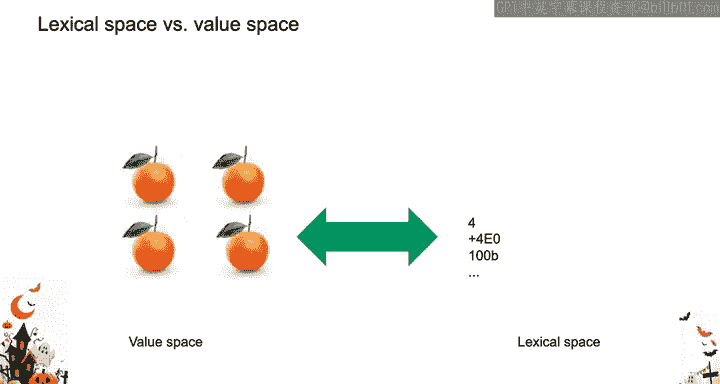 Lexical space vs. value space
4
+4E0
100b
...
Value space
Lexical space